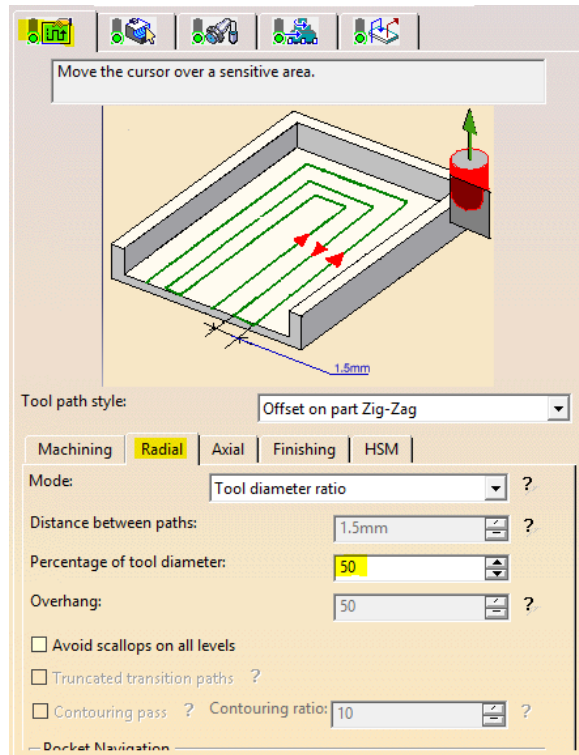 Move the cursor over a sensitive area.
1.5mm
Tool path style: Offset on part Zig-Zag
Machining Radial Axial Finishing HSM
Mode: Tool diameter ratio ?
Distance between paths: 1.5mm ?
Percentage of tool diameter: 50
Overhang: 50 ?
Avoid scallops on all levels
Truncated transition paths ?
Contouring pass ? Contouring ratio: 10 ?
Pocket Navigation